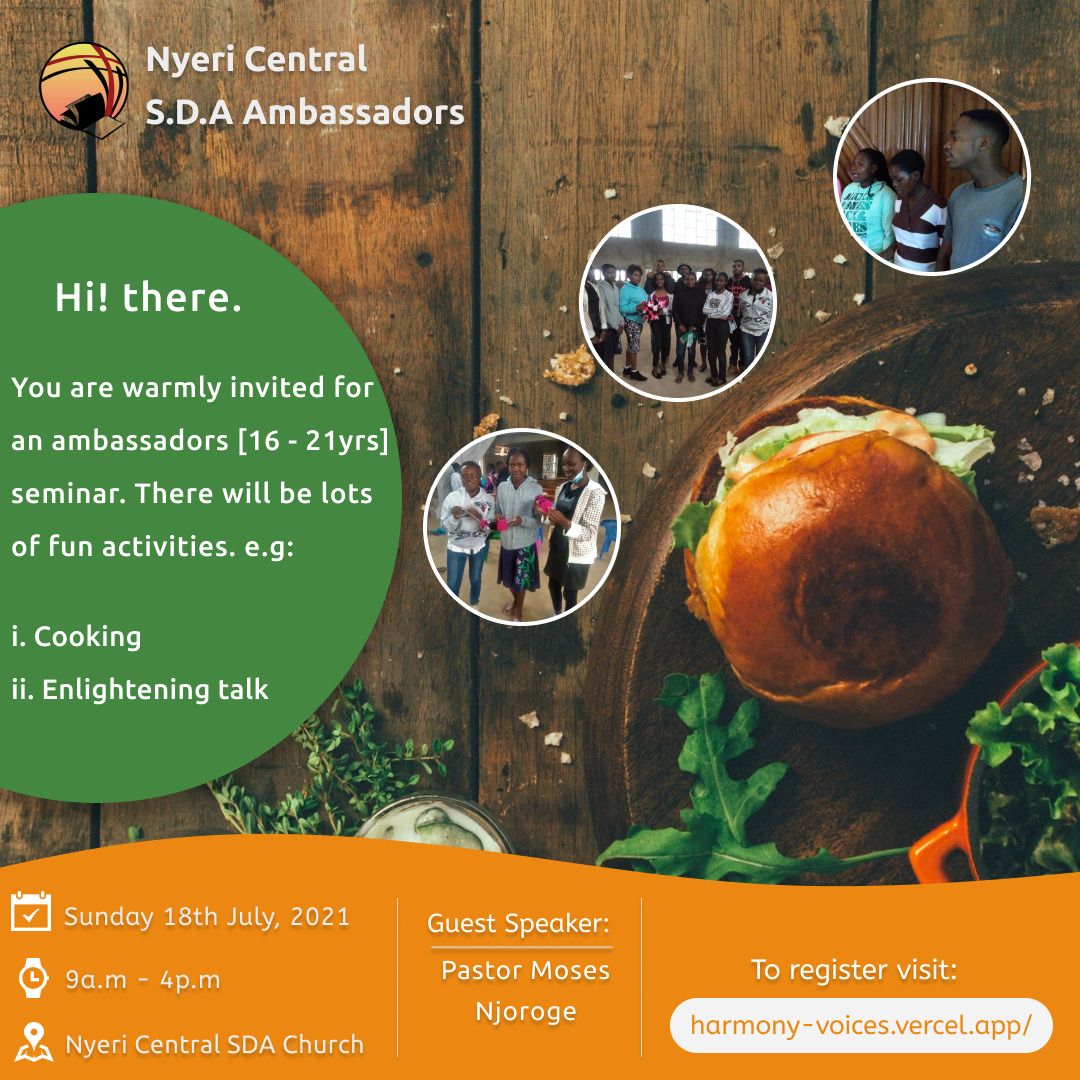 Nyeri Central
S.D.A Ambassadors
Hi! there.
You are warmly invited for
an ambassadors [16 - 21yrs]
seminar. There will be lots
of fun activities. e.g:
i. Cooking
ii. Enlightening talk
Sunday 18th July, 2021
9a.m - 4p.m
Nyeri Central SDA Church
Guest Speaker:
Pastor Moses
Njoroge
To register visit:
harmony-voices.vercel.app/